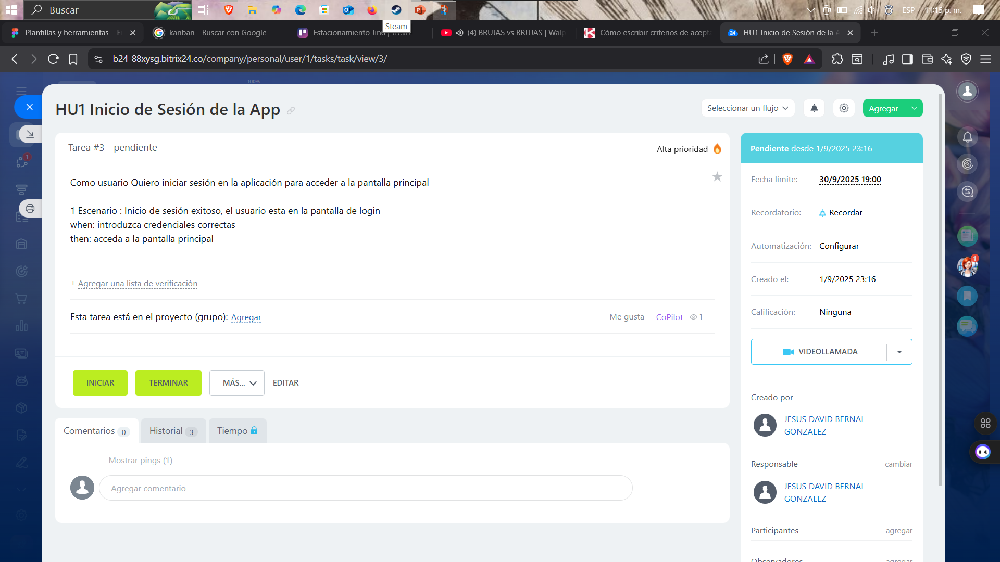 Buscar
ESP
11:15 p. m.
Steam
Plantillas y herramientas – F
kanban - Buscar con Google
Estacionamiento Jind | Trello
(4) BRUJAS vs BRUJAS | Walp
Cómo escribir criterios de acepta
24
HU1 Inicio de Sesión de la A
b24-88xysg.bitrix24.co/company/personal/user/1/tasks/task/view/3/
100%
HU1 Inicio de Sesión de la App
Seleccionar un flujo
Agregar
Tarea #3 - pendiente
Alta prioridad
Pendiente desde 1/9/2025 23:16
1
Como usuario Quiero iniciar sesión en la aplicación para acceder a la pantalla principal
Fecha límite: 30/9/2025 19:00
1 Escenario : Inicio de sesión exitoso, el usuario esta en la pantalla de login
when: introduzca credenciales correctas
then: acceda a la pantalla principal
Recordatorio: Recordar
Automatización: Configurar
1
Creado el: 1/9/2025 23:16
+ Agregar una lista de verificación
Calificación: Ninguna
Esta tarea está en el proyecto (grupo): Agregar
Me gusta
CoPilot
1
VIDEOLLAMADA
INICIAR
TERMINAR
MÁS...
EDITAR
Creado por
JESUS DAVID BERNAL
GONZALEZ
Comentarios 0
Historial 3
Tiempo
Mostrar pings (1)
Responsable
cambiar
Agregar comentario
JESUS DAVID BERNAL
GONZALEZ
Participantes
agregar
Observadores
agregar